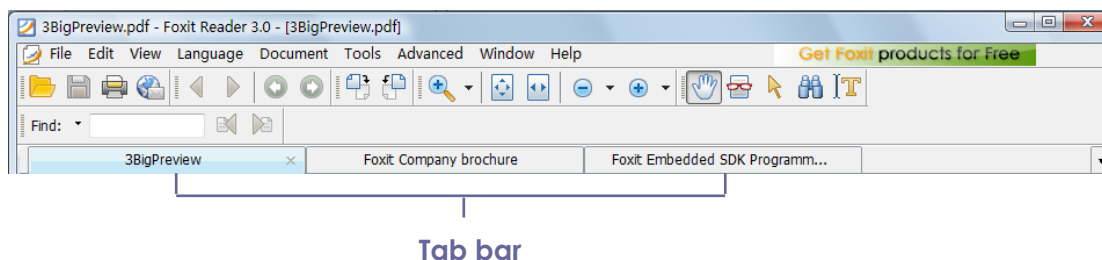 3BigPreview.pdf - Foxit Reader 3.0 - [3BigPreview.pdf]
File Edit View Language Document Tools Advanced Window Help Get Foxit products for Free
Find:
3BigPreview Foxit Company brochure Foxit Embedded SDK Programm...
Tab bar